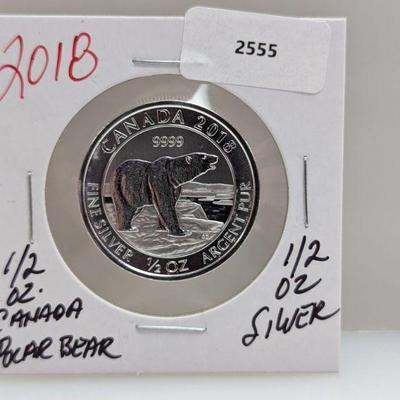 2018
2555
CANADA 2018
9999
FINE SILVER 1/2 OZ ARGENT PUR
1/2
OZ.
CANADA
POLAR BEAR
1/2
OZ
SILVER